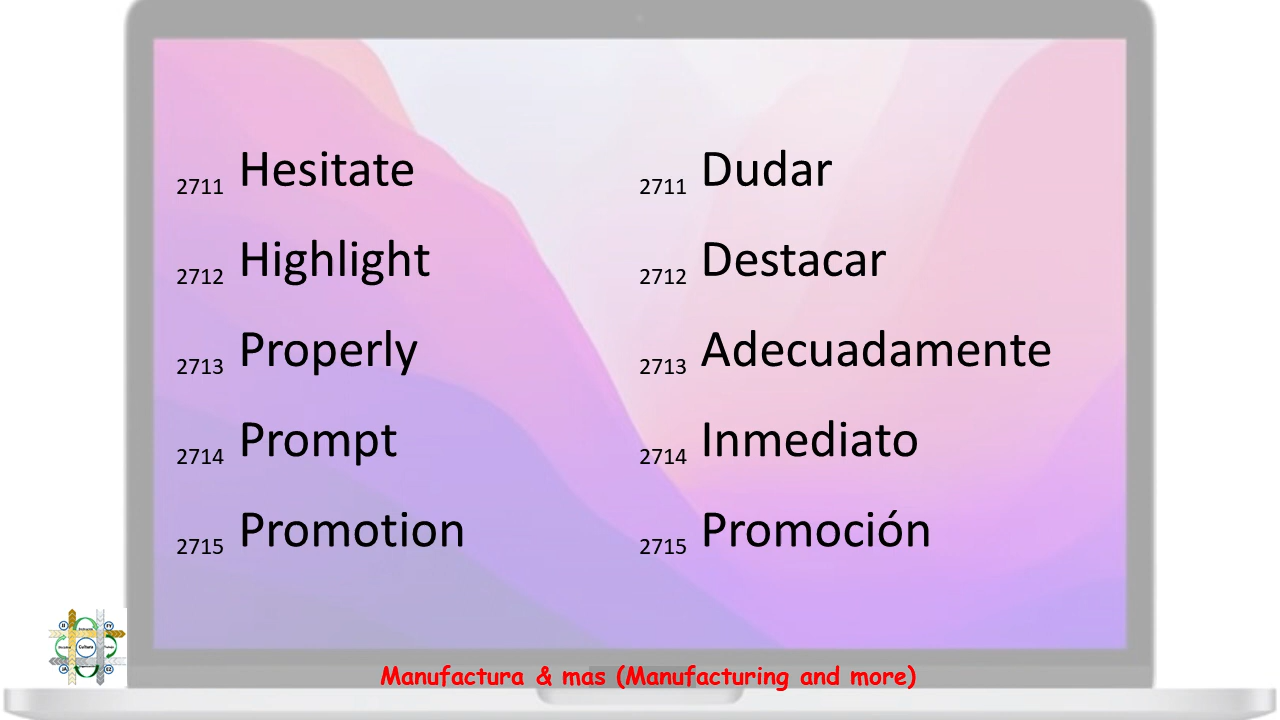 2711 Hesitate 2711 Dudar
2712 Highlight 2712 Destacar
2713 Properly 2713 Adecuadamente
2714 Prompt 2714 Inmediato
2715 Promotion 2715 Promoción
Cultura
Manufactura & mas (Manufacturing and more)